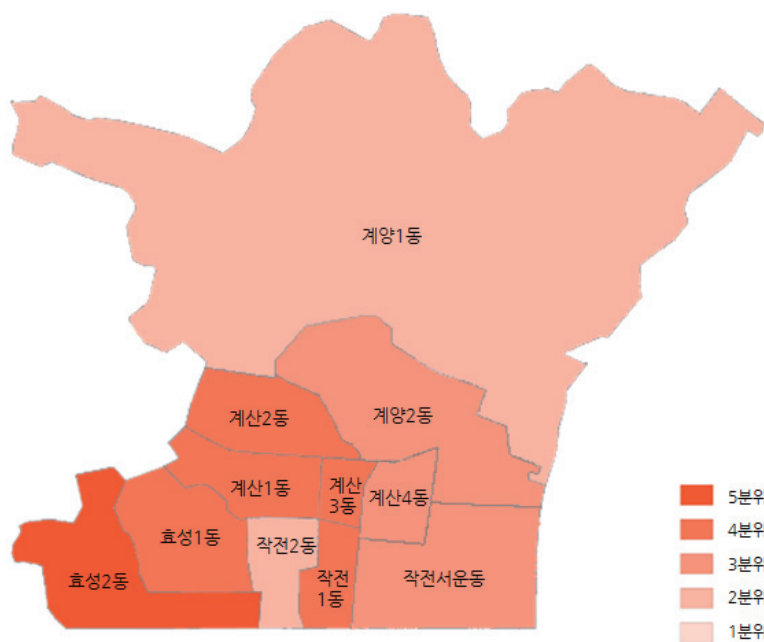 계양1동
계산2동
계양2동
계산1동
계산
3동
계산4동
효성1동
작전2동
효성2동
작전
1동
작전서운동
5분위
4분위
3분위
2분위
1분위